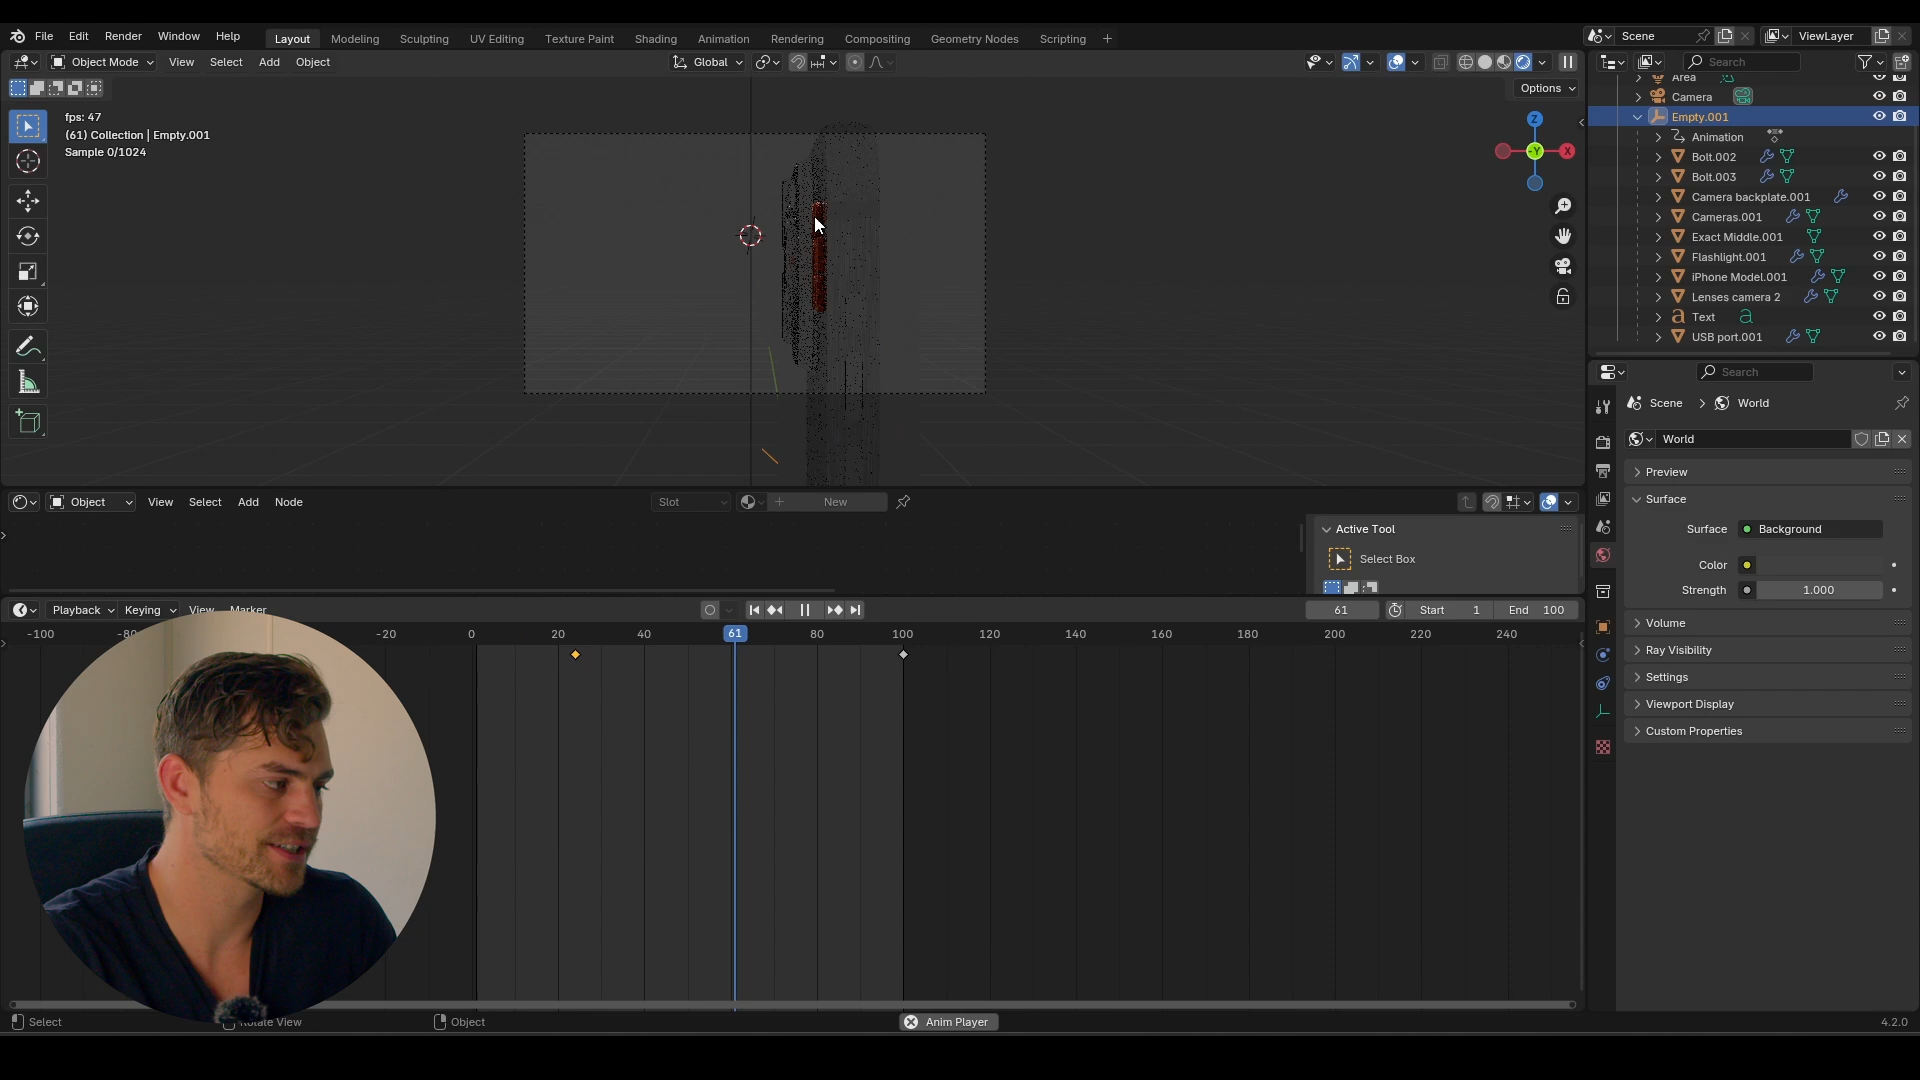 File Edit Render Window Help Layout Modeling Sculpting UV Editing Texture Paint Shading Animation Rendering Compositing Geometry Nodes Scripting + Scene ViewLayer
Object Mode View Select Add Object Global Search
Options
Area
Camera
Empty.001
Animation
Bolt.002
Bolt.003
Camera backplate.001
Cameras.001
Exact Middle.001
Flashlight.001
iPhone Model.001
Lenses camera 2
Text
USB port.001
fps: 47
(61) Collection | Empty.001
Sample 0/1024
Z
-Y
X
Search
Scene World
World
Preview
Surface
Surface Background
Color
Strength 1.000
Volume
Ray Visibility
Settings
Viewport Display
Custom Properties
Object View Select Add Node Slot New
Active Tool
Select Box
Playback Keying View Marker 61 Start 1 End 100
-100 -80 -20 0 20 40 61 80 100 120 140 160 180 200 220 240
Select Rotate View Object Anim Player 4.2.0